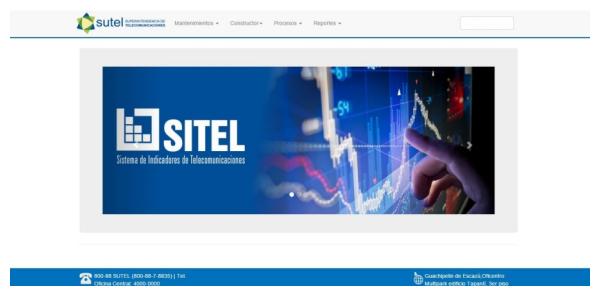 sutel SUPERINTENDENCIA DE
TELECOMUNICACIONES
Mantenimientos Constructor Procesos Reportes
-54
SITEL
Sistema de Indicadores de Telecomunicaciones
800-88 SUTEL (800-88-7-8835) | Tel.
Oficina Central: 4000-0000
Guachipelín de Escazú,Oficentro
Multipark edificio Tapantí, 3er piso